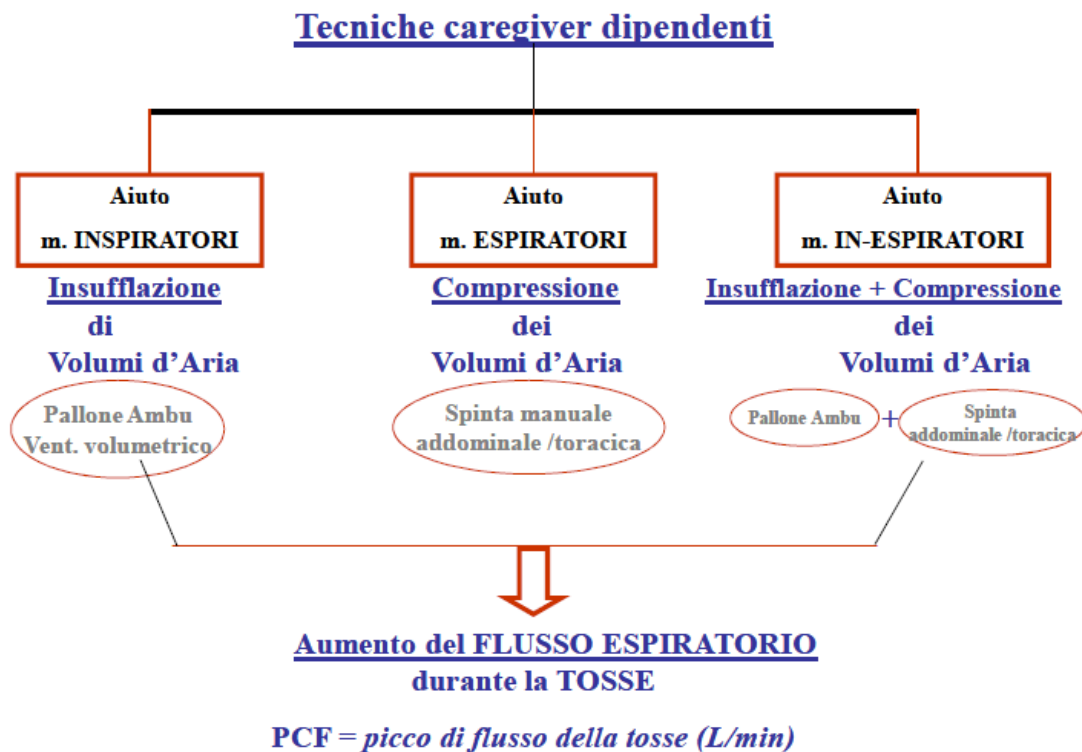 Tecniche caregiver dipendenti
Aiuto
m. INSPIRATORI
Insufflazione
di
Volumi d'Aria
Pallone Ambu
Vent. volumetrico
Aiuto
m. ESPIRATORI
Compressione
dei
Volumi d'Aria
Spinta manuale
addominale /toracica
Aiuto
m. IN-ESPIRATORI
Insufflazione + Compressione
dei
Volumi d'Aria
Pallone Ambu
+
Spinta
addominale /toracica
Aumento del FLUSSO ESPIRATORIO
durante la TOSSE
PCF = picco di flusso della tosse (L/min)